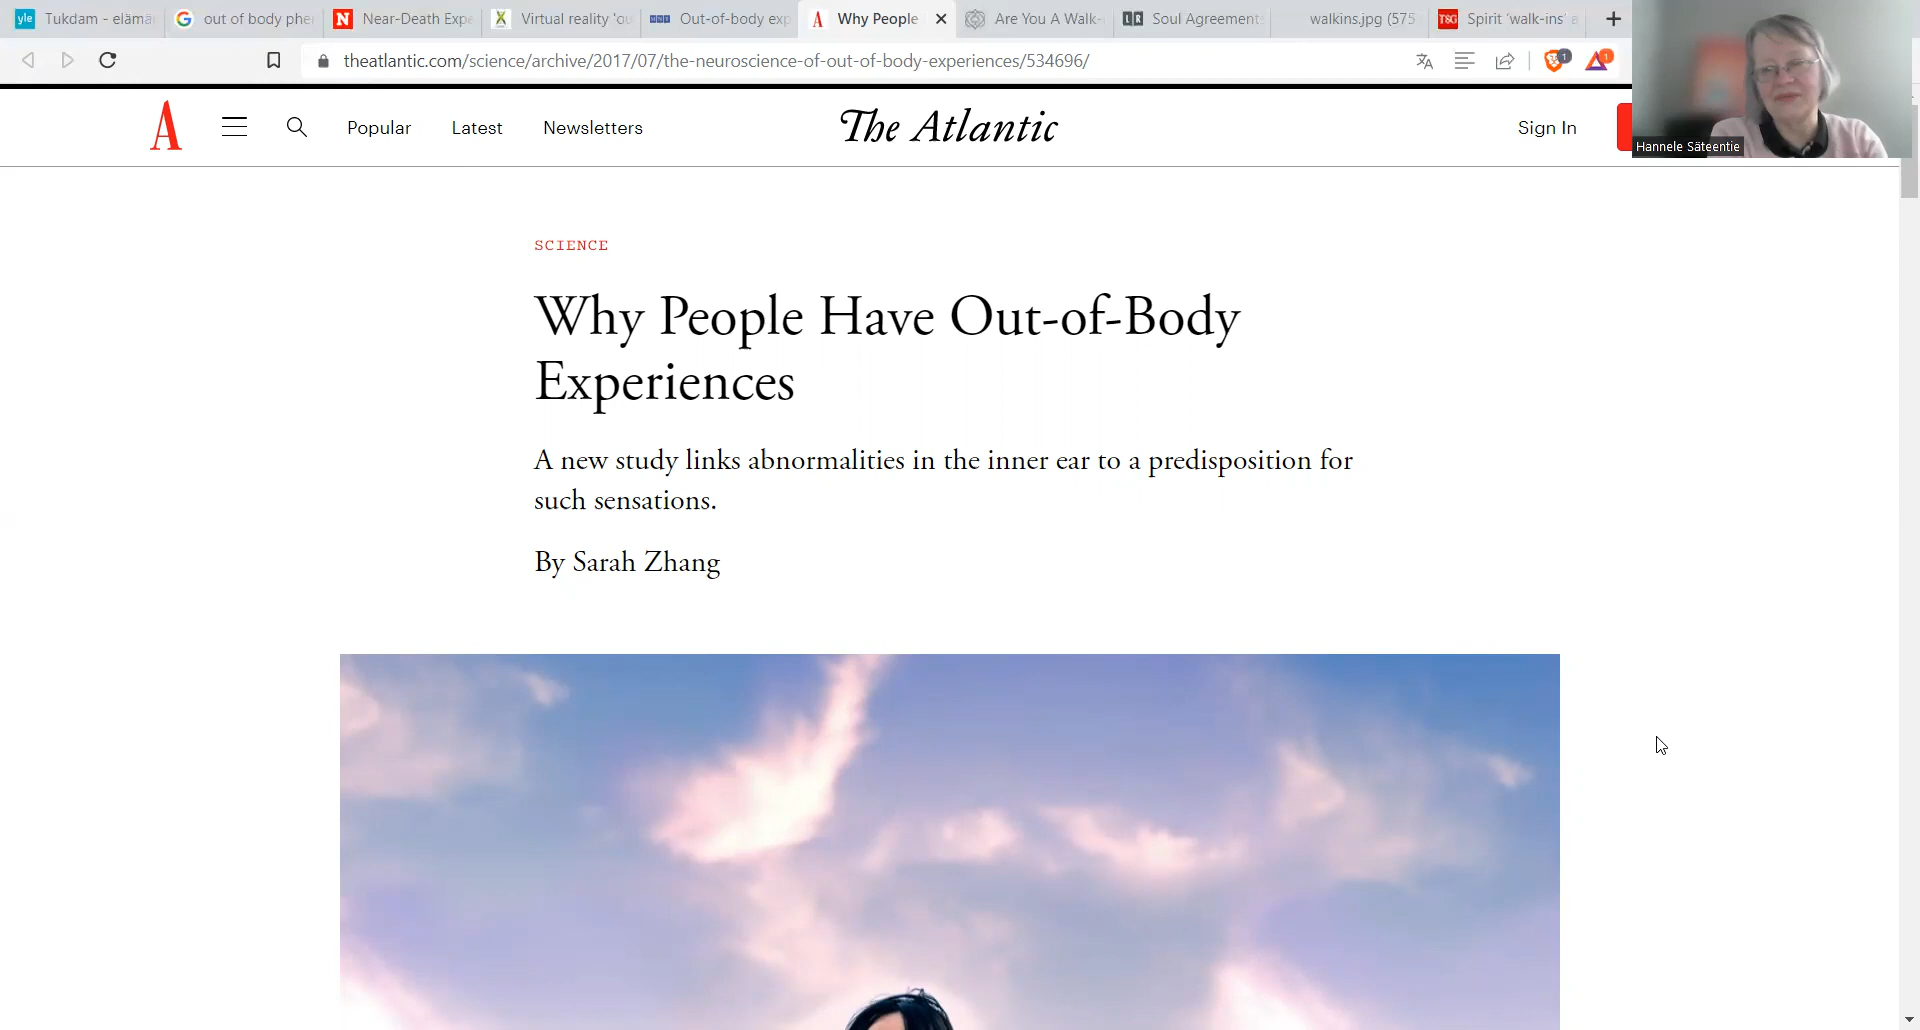 Tukdam - elämä
out of body phe
Near-Death Expe
Virtual reality 'ou
Out-of-body exp
Why People
Are You A Walk-
Soul Agreements
walkins.jpg (575
Spirit 'walk-ins' a
theatlantic.com/science/archive/2017/07/the-neuroscience-of-out-of-body-experiences/534696/
Popular
Latest
Newsletters
The Atlantic
Sign In
Hannele Säteentie
SCIENCE
Why People Have Out-of-Body
Experiences
A new study links abnormalities in the inner ear to a predisposition for
such sensations.
By Sarah Zhang